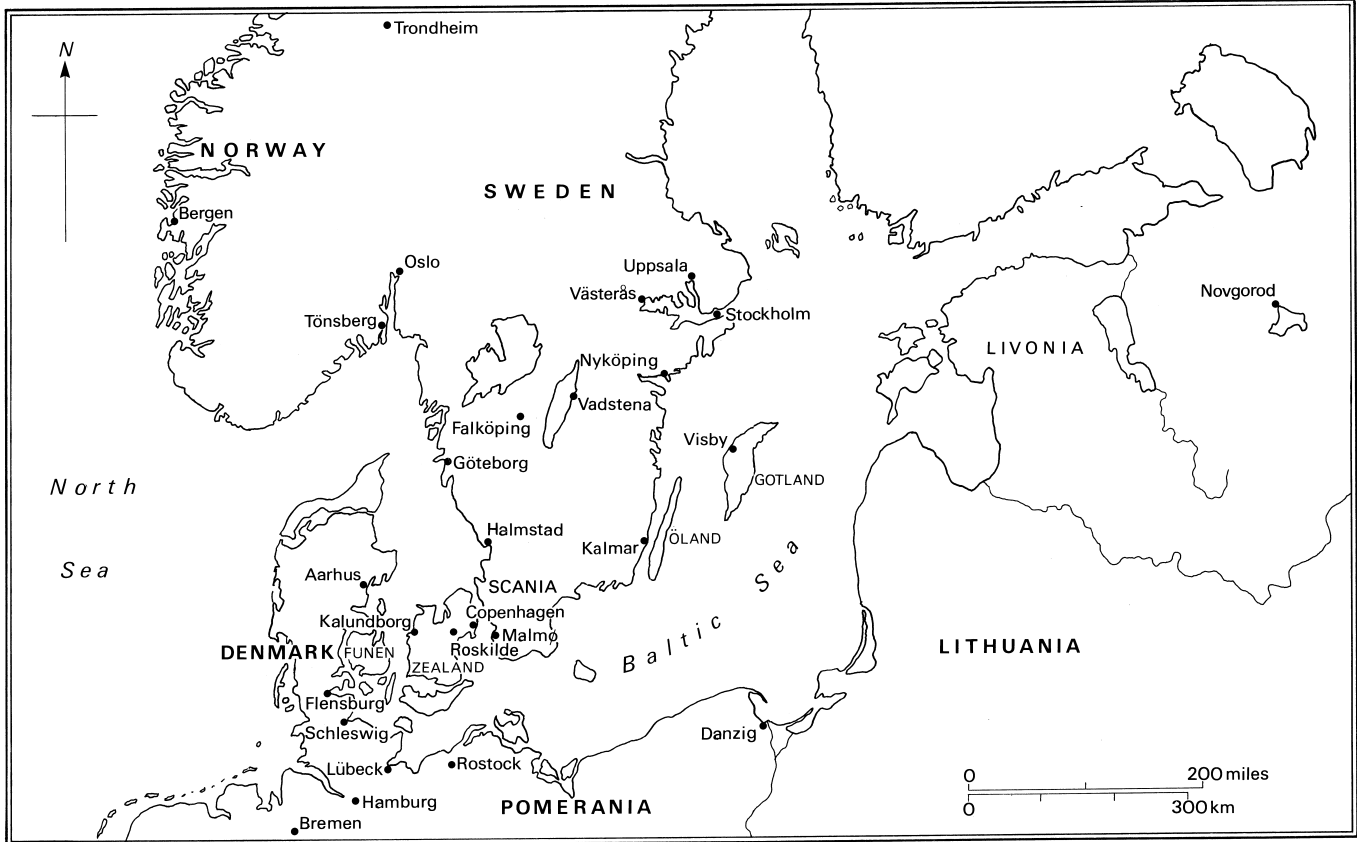 Trondheim
N
NORWAY
SWEDEN
Bergen
Oslo
Uppsala
Västerås
Novgorod
Tönsberg
Stockholm
LIVONIA
Nyköping
Vadstena
Falköping
Visby
Göteborg
GOTLAND
North
Sea
Halmstad
ÖLAND
Kalmar
Aarhus
SCANIA
Baltic Sea
Copenhagen
Kalundborg
Malmo
Roskilde
DENMARK
FUNEN
ZEALAND
LITHUANIA
Flensburg
Schleswig
Danzig
Lübeck
Rostock
0 200 miles
Hamburg
POMERANIA
0 300 km
Bremen